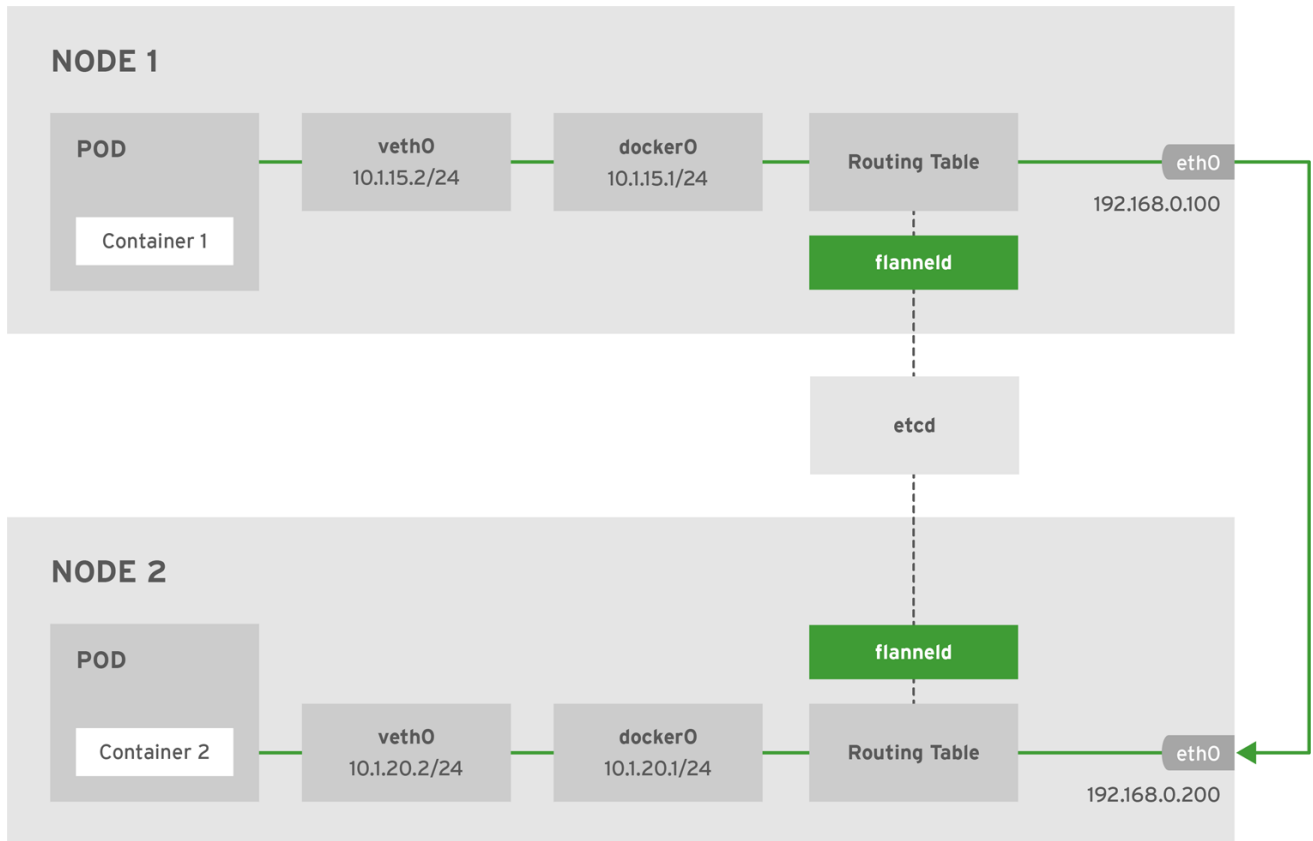 NODE 1
POD
Container 1
veth0
10.1.15.2/24
docker0
10.1.15.1/24
Routing Table
eth0
192.168.0.100
flanneld
etcd
NODE 2
POD
Container 2
veth0
10.1.20.2/24
docker0
10.1.20.1/24
flanneld
Routing Table
eth0
192.168.0.200